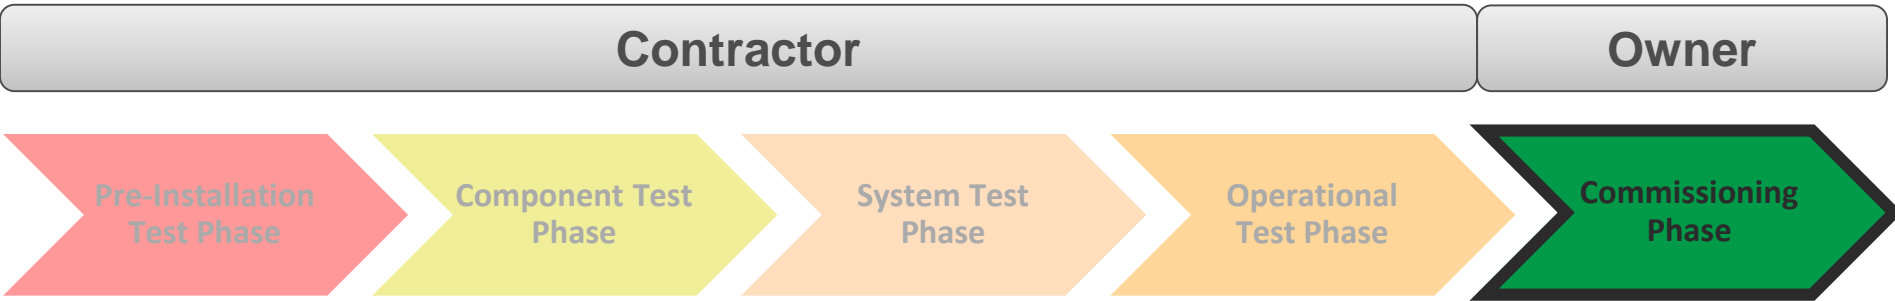 Contractor
Owner
Pre-Installation
Test Phase
Component Test
Phase
System Test
Phase
Operational
Test Phase
Commissioning
Phase